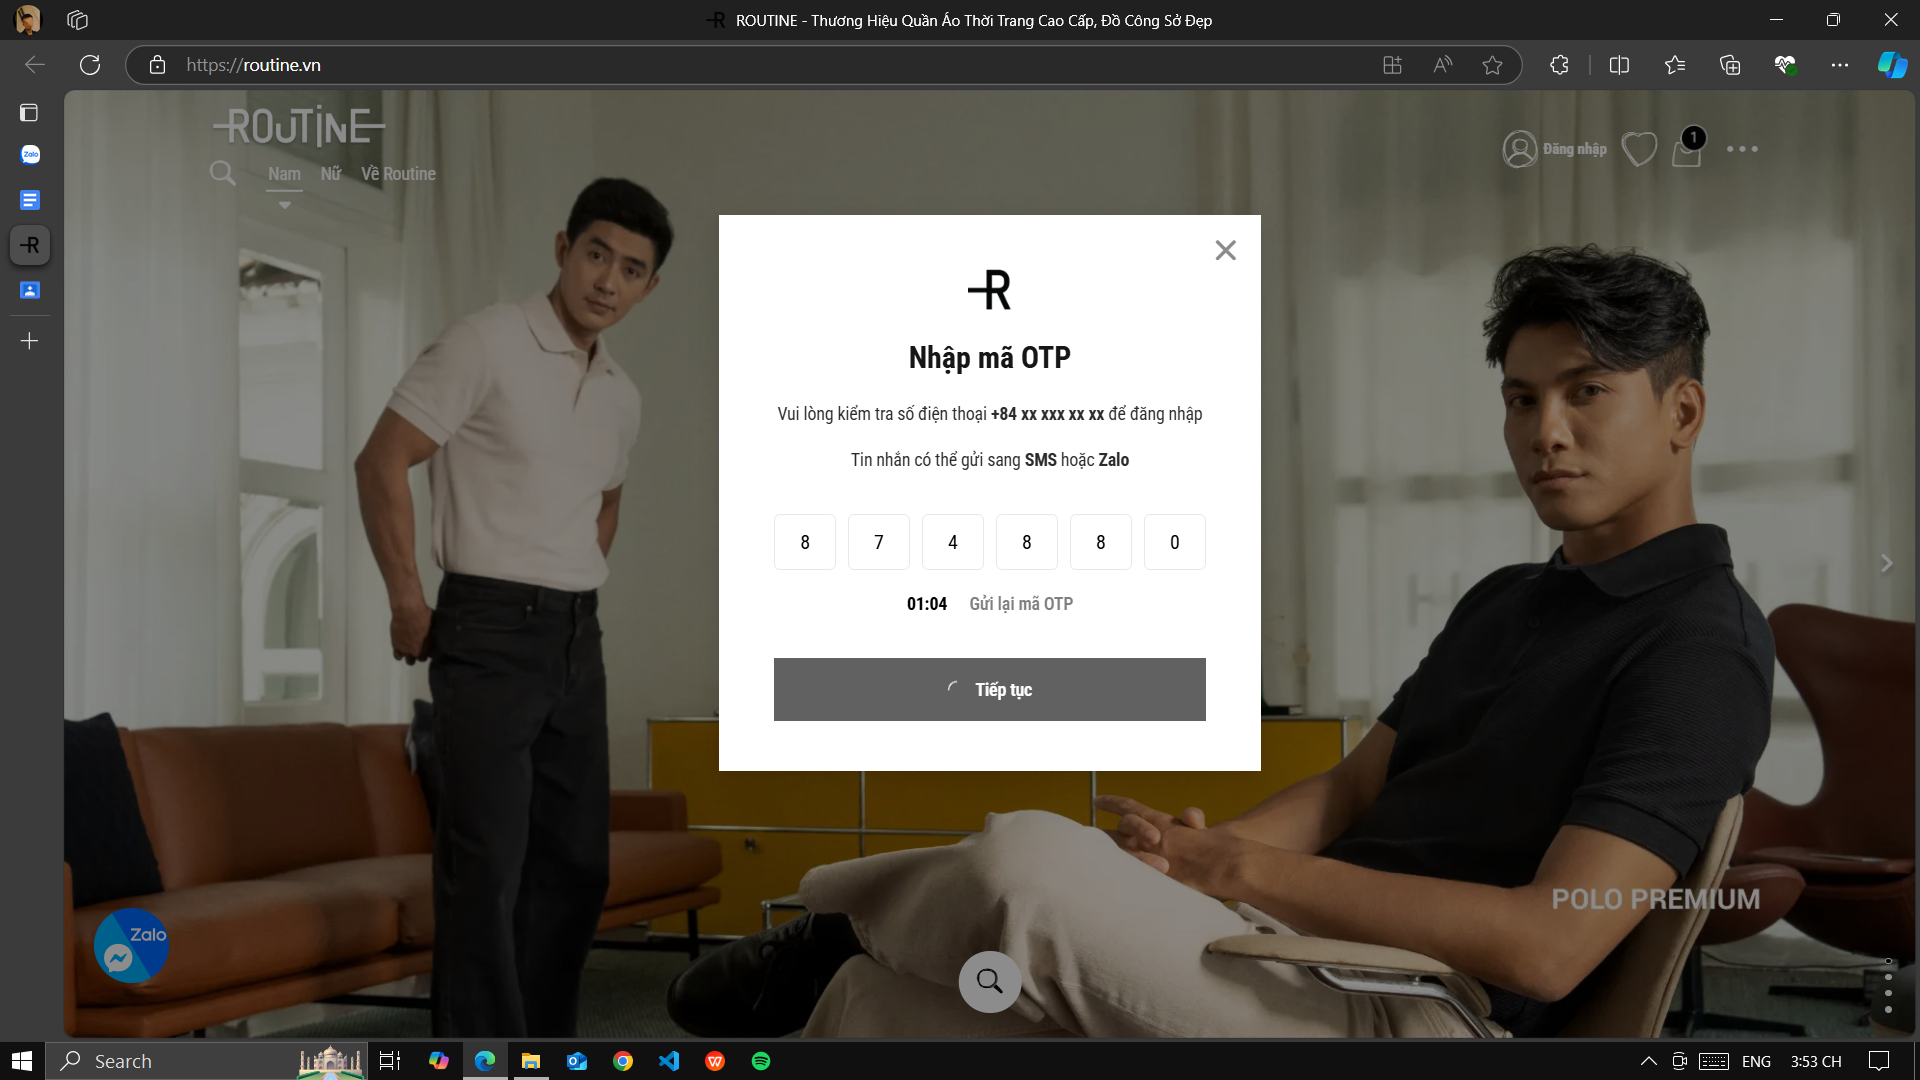 ROUTINE - Thương Hiệu Quần Áo Thời Trang Cao Cấp, Đồ Công Sở Đẹp
https://routine.vn
ROUTINE
Nam Nữ Về Routine
Đăng nhập
1
R
Nhập mã OTP
Vui lòng kiểm tra số điện thoại +84 xx xxx xx xx để đăng nhập
Tin nhắn có thể gửi sang SMS hoặc Zalo
8 7 4 8 8 0
01:04 Gửi lại mã OTP
Tiếp tục
POLO PREMIUM
Zalo
Search
ENG 3:53 CH